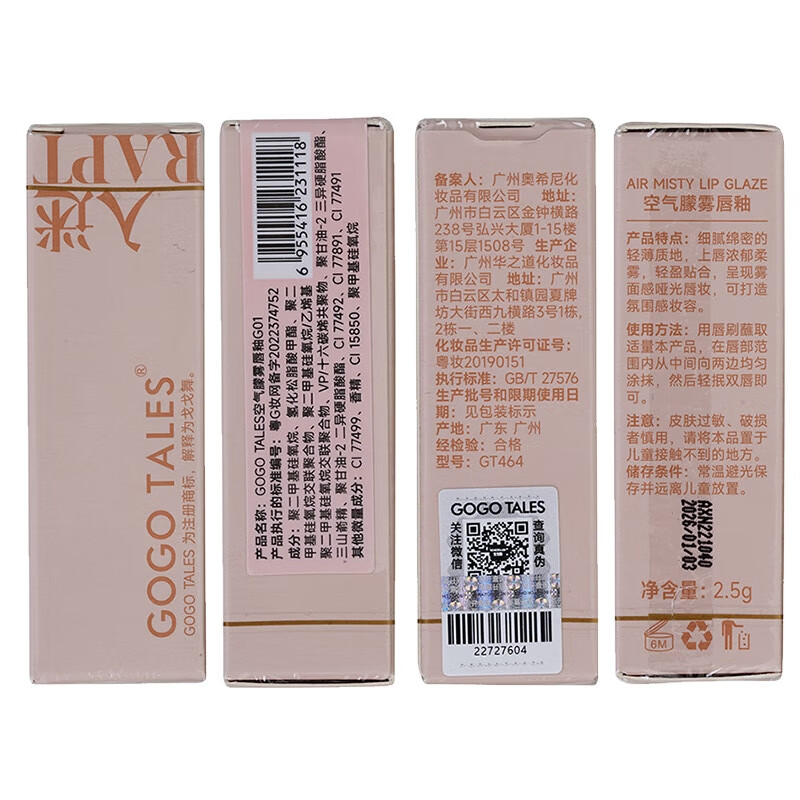 入迷
RAPT
GOGO TALES®
GOGO TALES 为注册商标，解释为戈戈舞。
6 955416 231118
产品名称：GOGO TALES空气朦雾唇釉G01
产品执行的标准编号：粤G妆网备字2022374752
成分：聚二甲基硅氧烷、氢化松脂酸甲酯、聚二
甲基硅氧烷交联聚合物、聚二甲基硅氧烷/乙烯基
聚二甲基硅氧烷交联聚合物、VP/十六碳烯共聚物、
三山嵛精、聚甘油-2 二异硬脂酸酯、聚甘油-2 三异硬脂酸酯、
CI 77492、CI 77891、CI 77491
其他微量成分：CI 77499、香精、CI 15850、聚甲基硅氧烷
备案人：广州奥希尼化
妆品有限公司 地址：
广州市白云区金钟横路
238号弘兴大厦1-15楼
第15层1508号 生产企
业：广州华之道化妆品
有限公司 地址：广州
市白云区太和镇园夏牌
坊大街西九横路3号1栋,
2栋一、二楼
化妆品生产许可证号：
粤妆20190151
执行标准：GB/T 27576
生产批号和限期使用日
期：见包装标示
产地：广东 广州
经检验：合格
型号：GT464
GOGO TALES
关注微信
查询真伪
22727604
AIR MISTY LIP GLAZE
空气朦雾唇釉
产品特点：细腻绵密的
轻薄质地，上唇浓郁柔
雾，轻盈贴合，呈现雾
面感哑光唇妆，可打造
氛围感妆容。
使用方法：用唇刷蘸取
适量本产品，在唇部范
围内从中间向两边均匀
涂抹，然后轻抿双唇即
可。
注意：皮肤过敏、破损
者慎用，请将本品置于
儿童接触不到的地方。
储存条件：常温避光保
存并远离儿童放置。
AXNE21040
2026/01/03
净含量：2.5g
6M